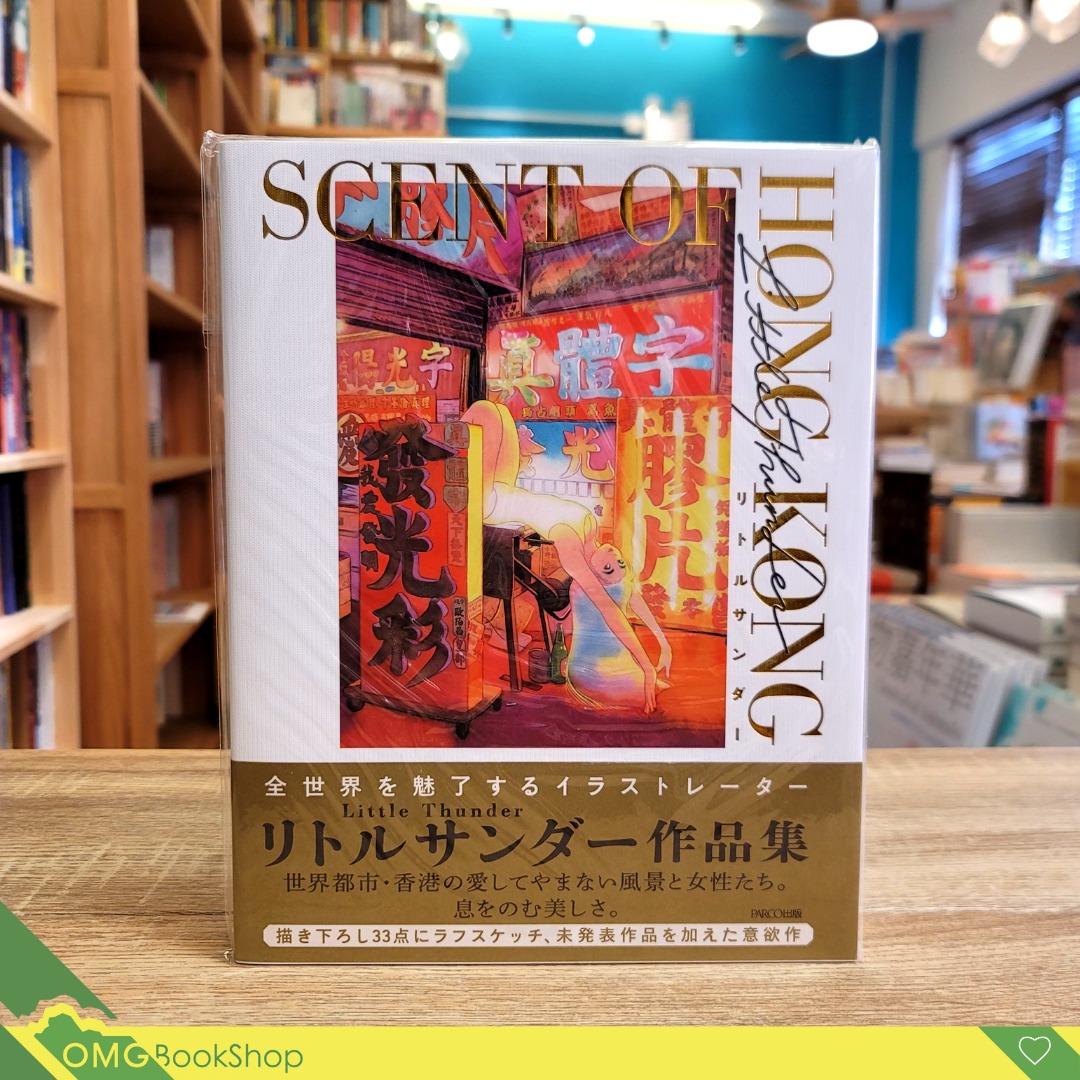 SCENT OF
HONG KONG
Little Thunder
リトルサンダー
膠片
真體字
陽光字
發光
發光彩
膠片
全世界を魅了するイラストレーター
Little Thunder
リトルサンダー作品集
世界都市・香港の愛してやまない風景と女性たち。
息をのむ美しさ。
PARCO出版
描き下ろし33点にラフスケッチ、未発表作品を加えた意欲作
OMGBookShop